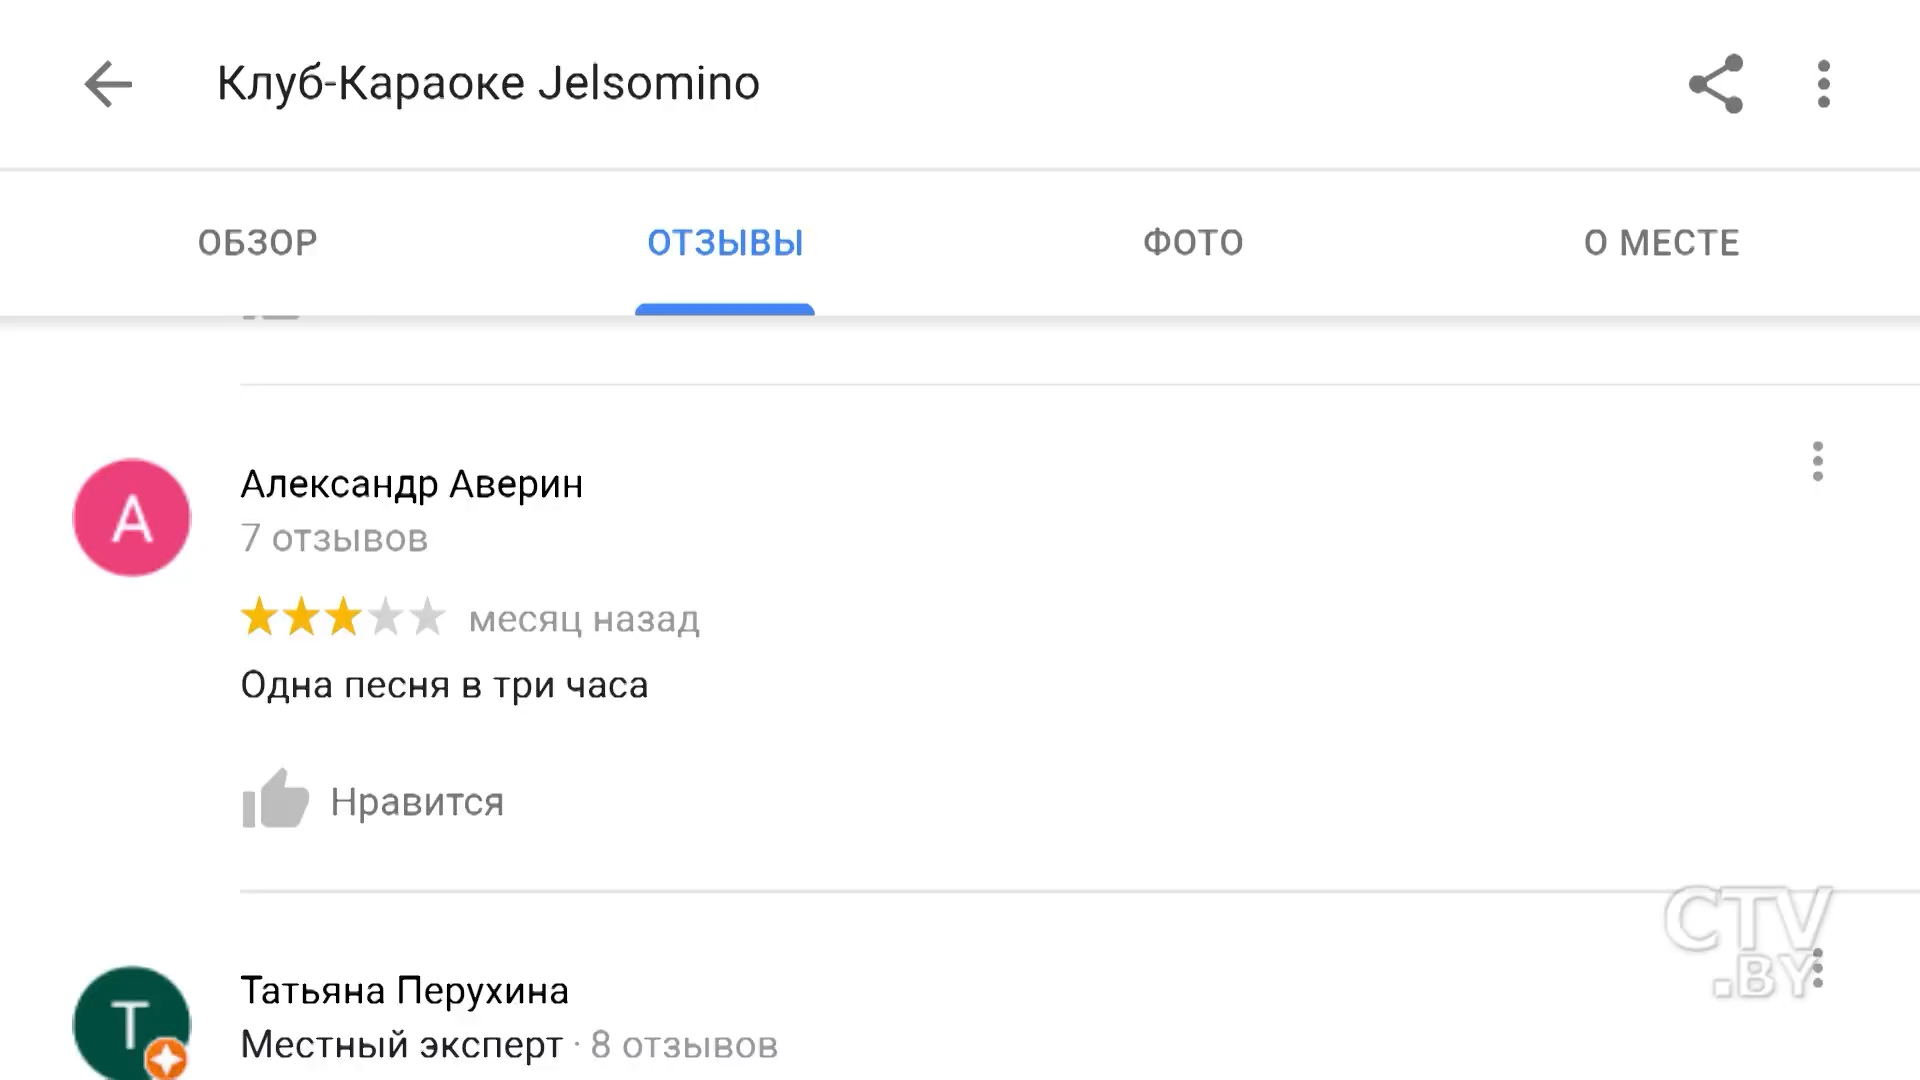 Клуб-Караоке Jelsomino
ОБЗОР
ОТЗЫВЫ
ФОТО
О МЕСТЕ
А
Александр Аверин
7 отзывов
месяц назад
Одна песня в три часа
Нравится
Т
Татьяна Перухина
Местный эксперт · 8 отзывов
CTV
.BY